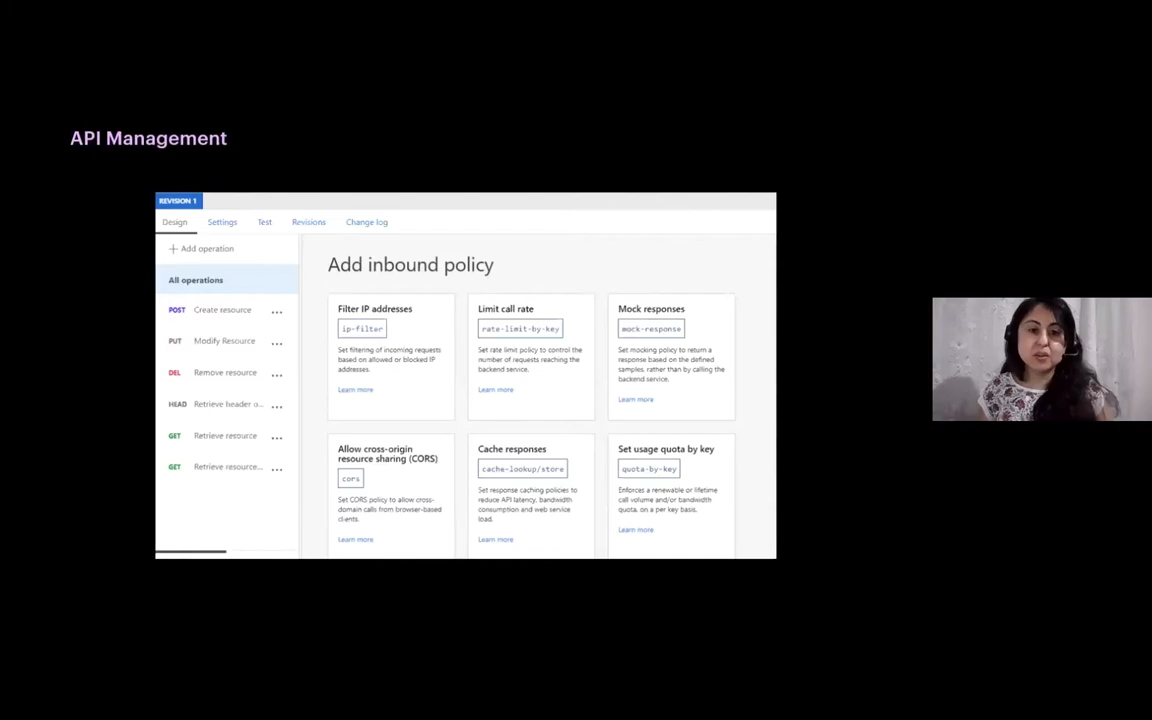 API Management
REVISION 1
Design Settings Test Revisions Change log
Add operation
All operations
POST Create resource ...
PUT Modify Resource ...
DEL Remove resource ...
HEAD Retrieve header o... ...
GET Retrieve resource ...
GET Retrieve resource... ...
Add inbound policy
Filter IP addresses
ip-filter
Set filtering of incoming requests
based on allowed or blocked IP
addresses.
Learn more
Limit call rate
rate-limit-by-key
Set rate limit policy to control the
number of requests reaching the
backend service.
Learn more
Mock responses
mock-response
Set mocking policy to return a
response based on the defined
samples, rather than by calling the
backend service.
Learn more
Allow cross-origin
resource sharing (CORS)
cors
Set CORS policy to allow cross-
domain calls from browser-based
clients.
Learn more
Cache responses
cache-lookup/store
Set response caching policies to
reduce API latency, bandwidth
consumption and web service
load.
Learn more
Set usage quota by key
quota-by-key
Enforces a renewable or lifetime
call volume and/or bandwidth
quota, on a per key basis.
Learn more